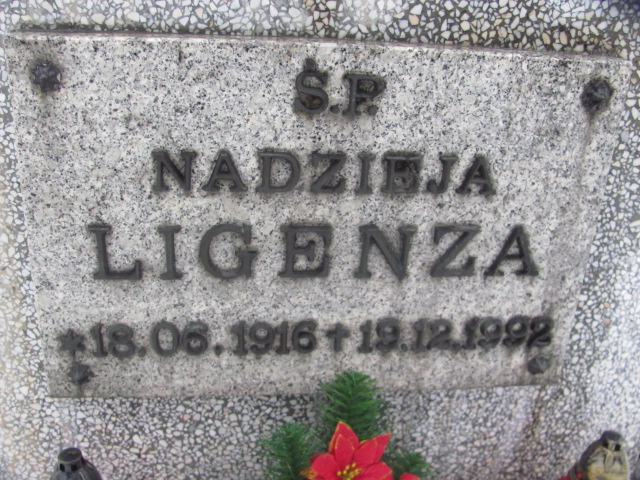 Ś.P.
NADZIEJA
LIGENZA
*18.06.1916 †19.12.1992